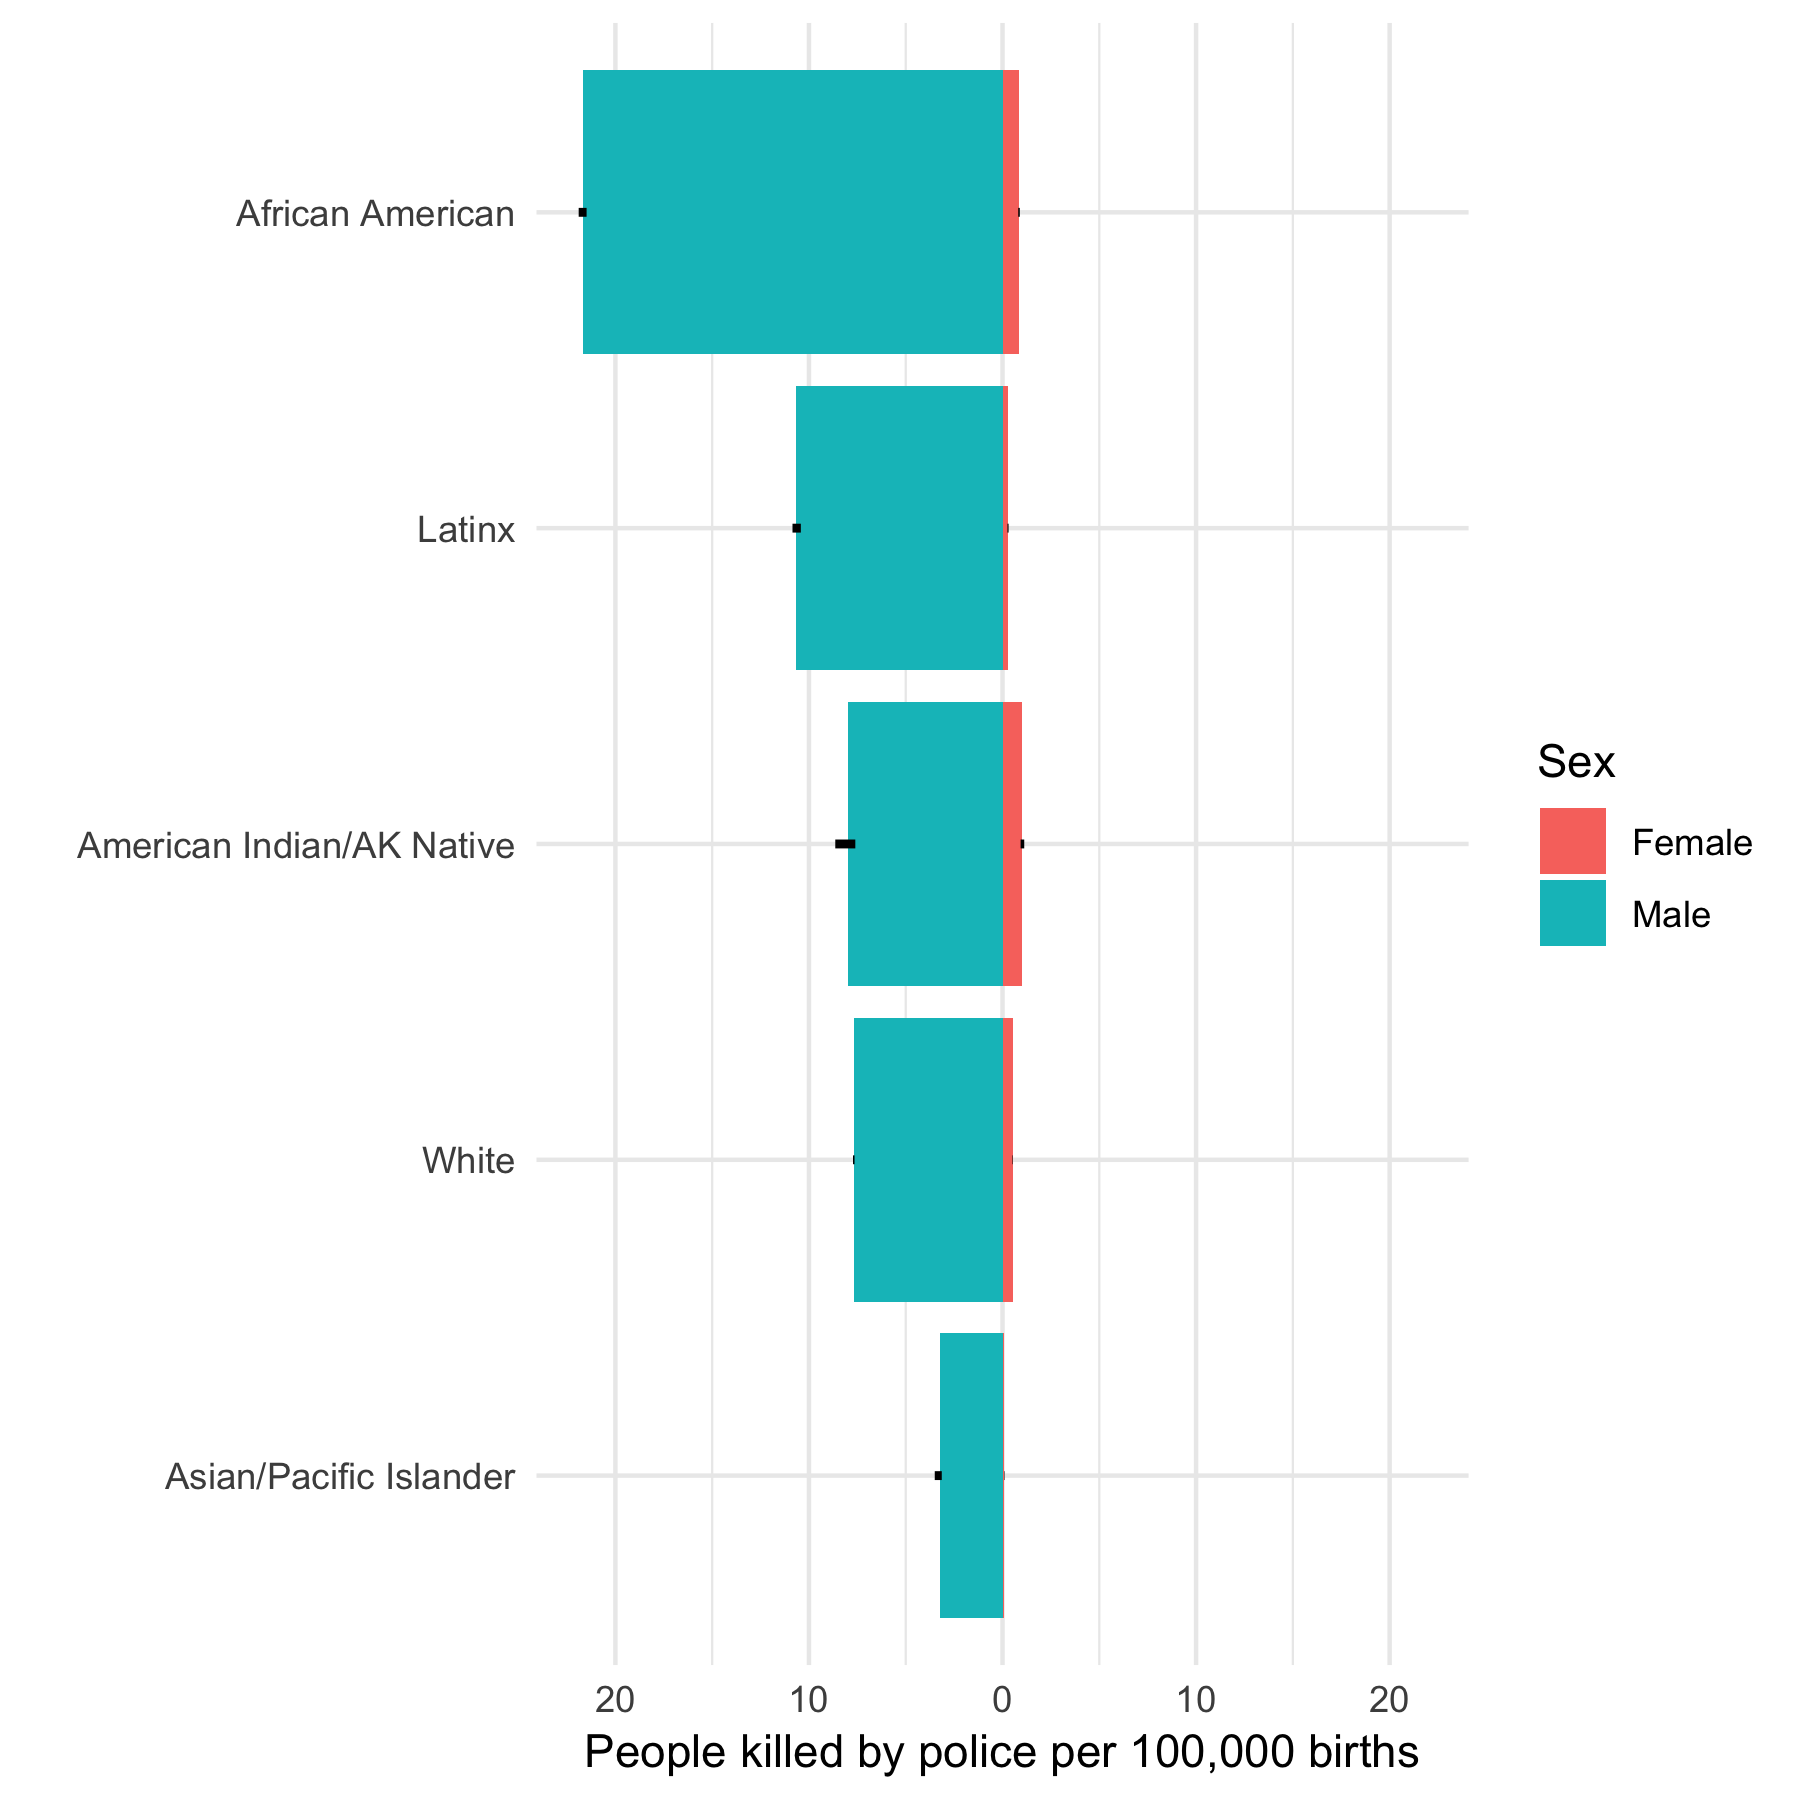 African American
Latinx
American Indian/AK Native
White
Asian/Pacific Islander
20 10 0 10 20
People killed by police per 100,000 births
Sex
Female
Male